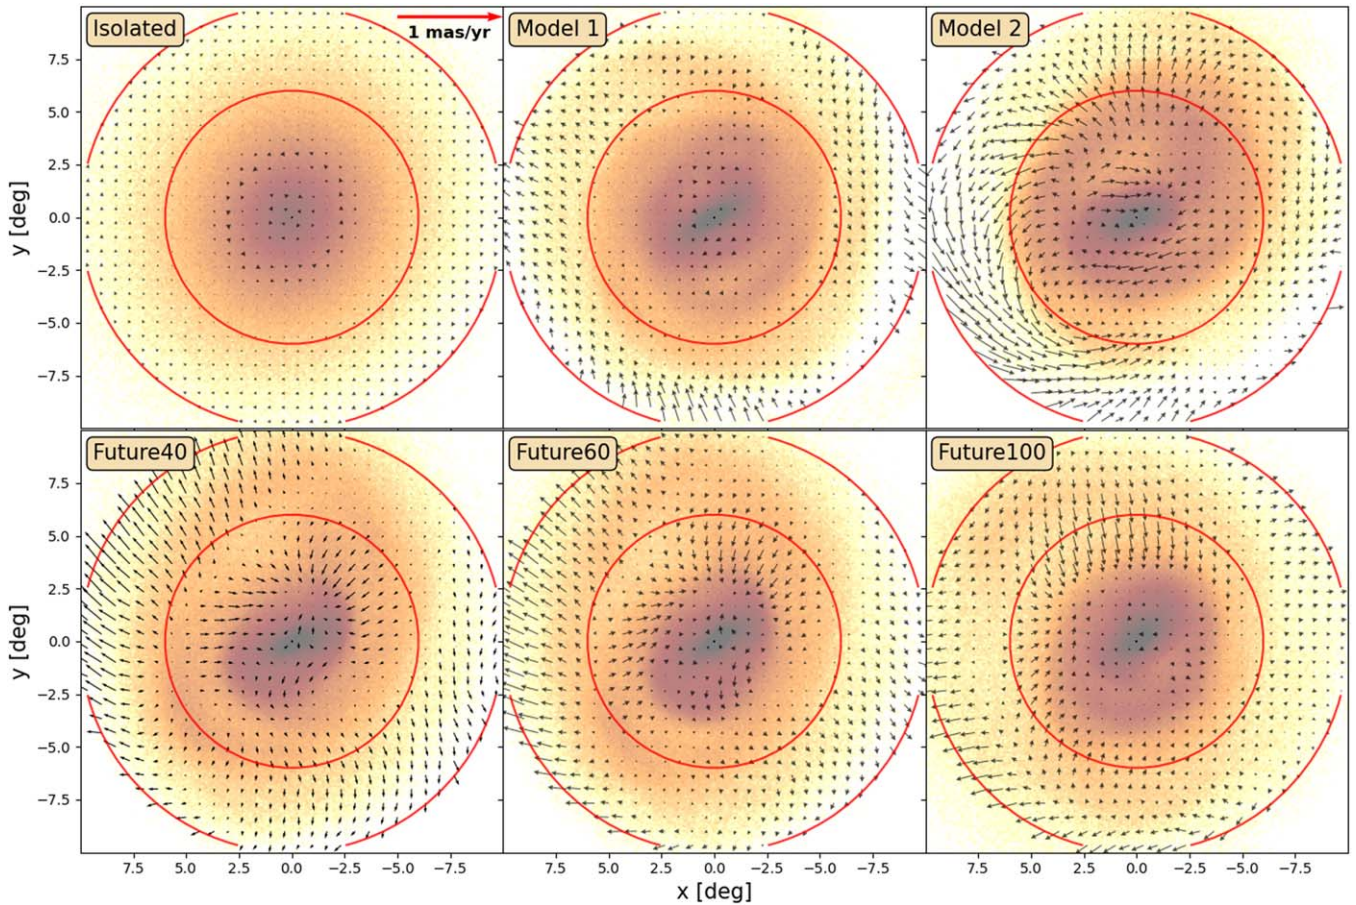 Isolated
1 mas/yr
Model 1
Model 2
7.5
5.0
2.5
0.0
−2.5
−5.0
−7.5
y [deg]
Future40
Future60
Future100
7.5
5.0
2.5
0.0
−2.5
−5.0
−7.5
y [deg]
7.5 5.0 2.5 0.0 −2.5 −5.0 −7.5
7.5 5.0 2.5 0.0 −2.5 −5.0 −7.5
7.5 5.0 2.5 0.0 −2.5 −5.0 −7.5
x [deg]